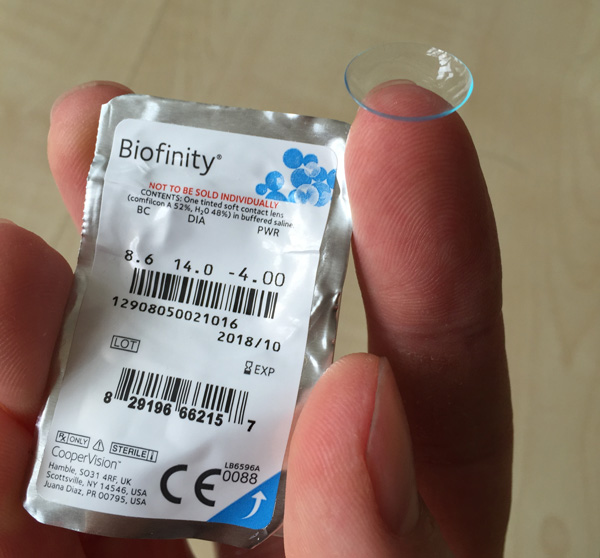 Biofinity®
NOT TO BE SOLD INDIVIDUALLY
CONTENTS: One tinted soft contact lens
(comfilcon A 52%, H₂O 48%) in buffered saline
BC DIA PWR
8.6 14.0 -4.00
12908050021016
2018/10
LOT
EXP
8 29196 66215 7
Rx ONLY STERILE
CooperVision™
Hamble, SO31 4RF, UK
Scottsville, NY 14546, USA
Juana Diaz, PR 00795, USA
CE
LB6596A
0088